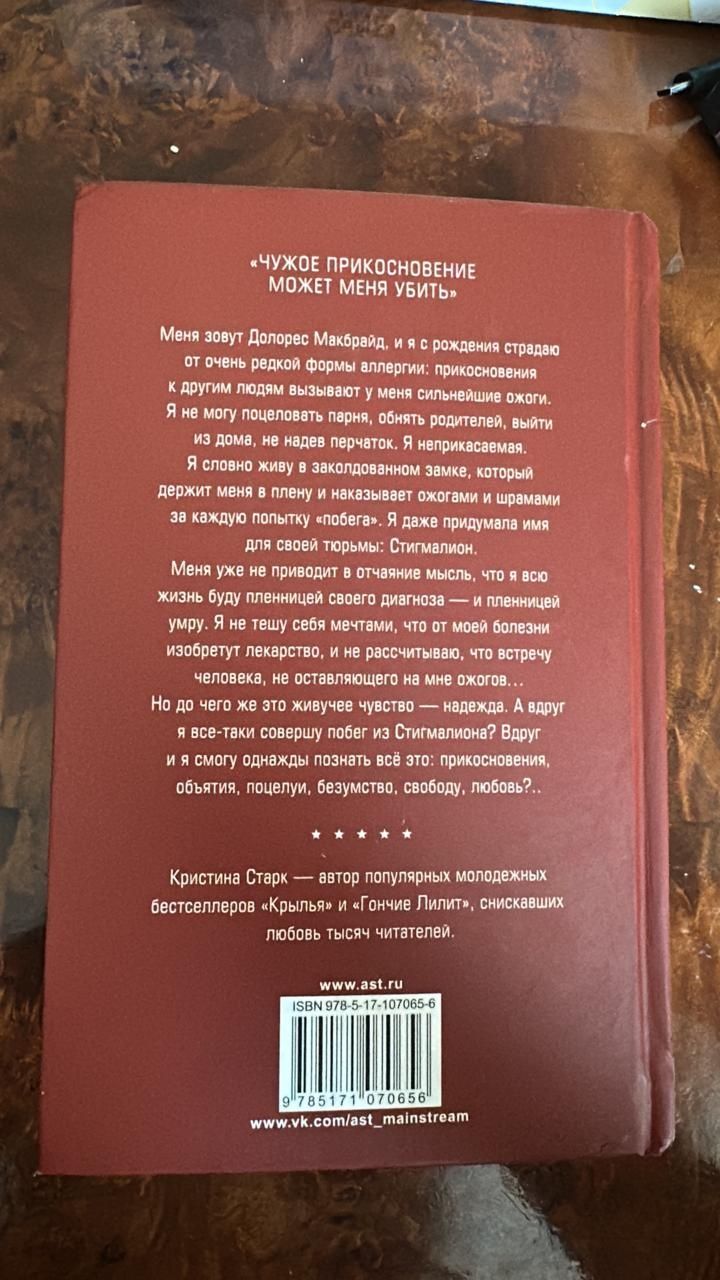 «ЧУЖОЕ ПРИКОСНОВЕНИЕ
МОЖЕТ МЕНЯ УБИТЬ»
Меня зовут Долорес Макбрайд, и я с рождения страдаю
от очень редкой формы аллергии: прикосновения
к другим людям вызывают у меня сильнейшие ожоги.
Я не могу поцеловать парня, обнять родителей, выйти
из дома, не надев перчаток. Я неприкасаемая.
Я словно живу в заколдованном замке, который
держит меня в плену и наказывает ожогами и шрамами
за каждую попытку «побега». Я даже придумала имя
для своей тюрьмы: Стигмалион.
Меня уже не приводит в отчаяние мысль, что я всю
жизнь буду пленницей своего диагноза — и пленницей
умру. Я не тешу себя мечтами, что от моей болезни
изобретут лекарство, и не рассчитываю, что встречу
человека, не оставляющего на мне ожогов...
Но до чего же это живучее чувство — надежда. А вдруг
я все-таки совершу побег из Стигмалиона? Вдруг
и я смогу однажды познать всё это: прикосновения,
объятия, поцелуи, безумство, свободу, любовь?..
★ ★ ★ ★ ★
Кристина Старк — автор популярных молодежных
бестселлеров «Крылья» и «Гончие Лилит», снискавших
любовь тысяч читателей.
www.ast.ru
ISBN 978-5-17-107065-6
9 785171 070656
www.vk.com/ast_mainstream